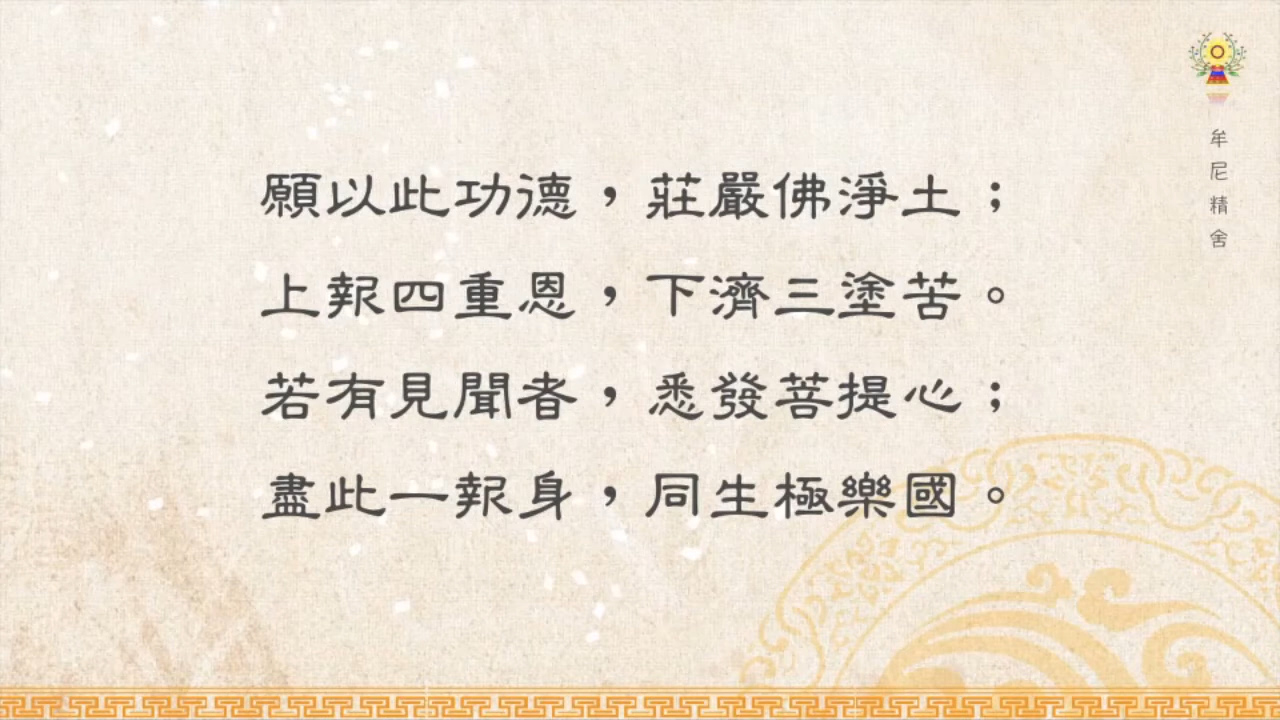 願以此功德，莊嚴佛淨土；
上報四重恩，下濟三塗苦。
若有見聞者，悉發菩提心；
盡此一報身，同生極樂國。
牟尼精舍